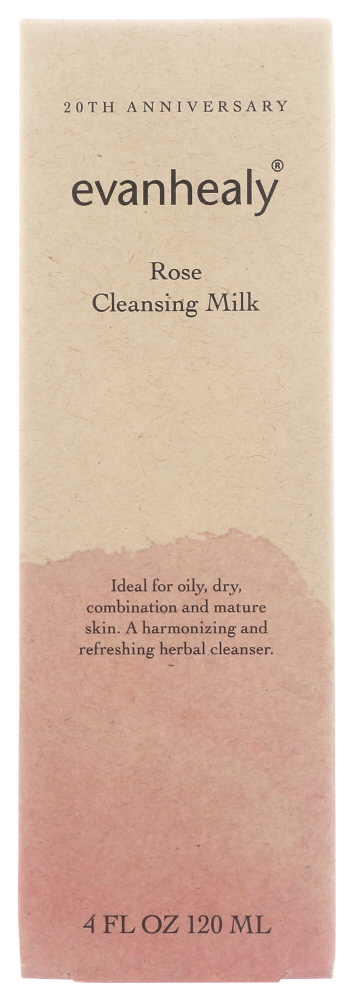 20TH ANNIVERSARY
evanhealy®
Rose
Cleansing Milk
Ideal for oily, dry,
combination and mature
skin. A harmonizing and
refreshing herbal cleanser.
4 FL OZ 120 ML